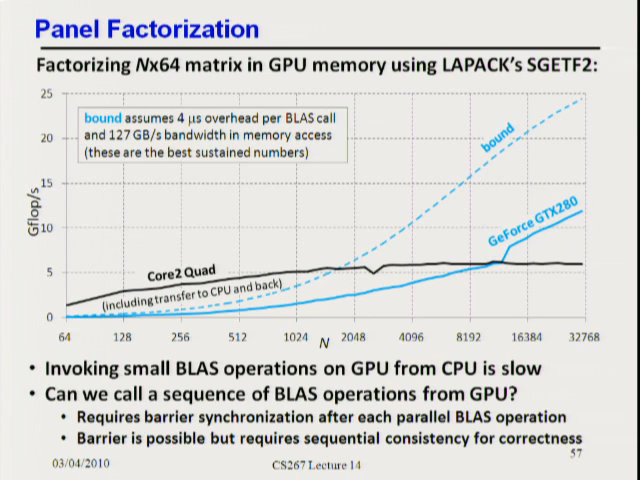 Panel Factorization
Factorizing Nx64 matrix in GPU memory using LAPACK's SGETF2:
25
20
15
10
5
0
Gflop/s
bound assumes 4 µs overhead per BLAS call
and 127 GB/s bandwidth in memory access
(these are the best sustained numbers)
bound
GeForce GTX280
Core2 Quad
(including transfer to CPU and back)
64 128 256 512 1024 2048 4096 8192 16384 32768
N
• Invoking small BLAS operations on GPU from CPU is slow
• Can we call a sequence of BLAS operations from GPU?
• Requires barrier synchronization after each parallel BLAS operation
• Barrier is possible but requires sequential consistency for correctness
57
03/04/2010
CS267 Lecture 14